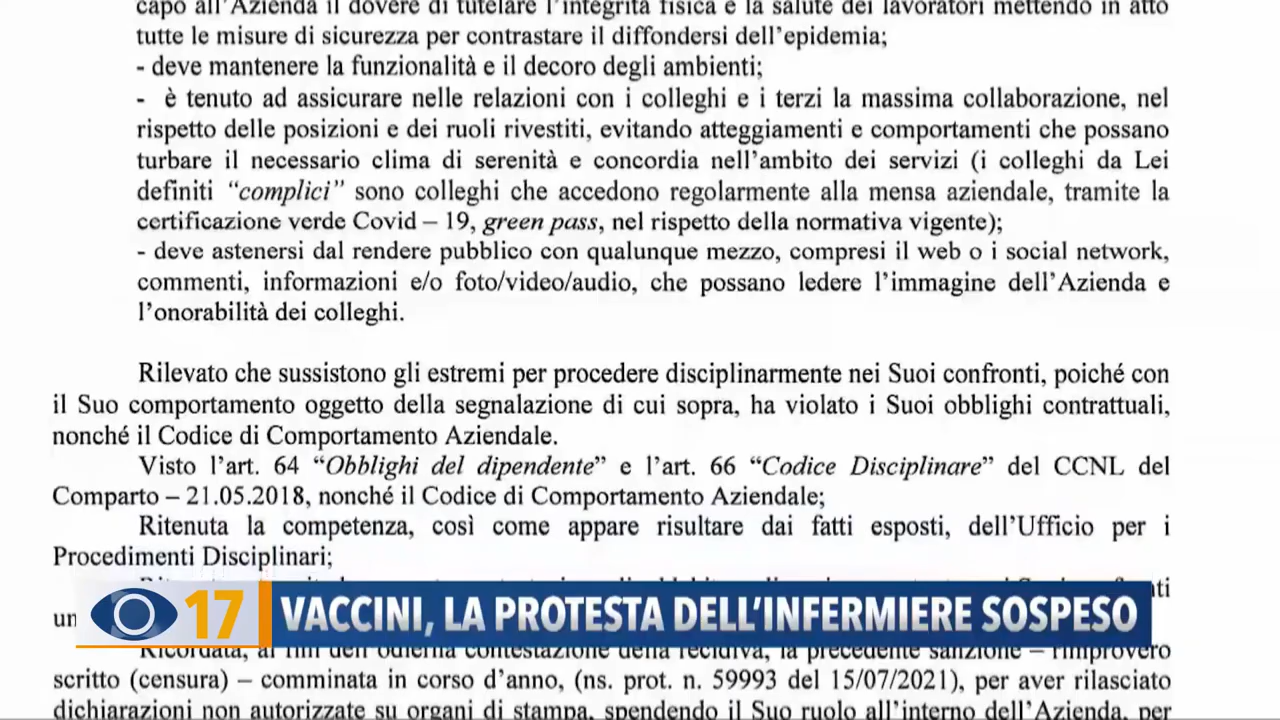 capo all'Azienda il dovere di tutelare l'integrità fisica e la salute dei lavoratori mettendo in atto
tutte le misure di sicurezza per contrastare il diffondersi dell'epidemia;
- deve mantenere la funzionalità e il decoro degli ambienti;
- è tenuto ad assicurare nelle relazioni con i colleghi e i terzi la massima collaborazione, nel
rispetto delle posizioni e dei ruoli rivestiti, evitando atteggiamenti e comportamenti che possano
turbare il necessario clima di serenità e concordia nell'ambito dei servizi (i colleghi da Lei
definiti "complici" sono colleghi che accedono regolarmente alla mensa aziendale, tramite la
certificazione verde Covid – 19, green pass, nel rispetto della normativa vigente);
- deve astenersi dal rendere pubblico con qualunque mezzo, compresi il web o i social network,
commenti, informazioni e/o foto/video/audio, che possano ledere l'immagine dell'Azienda e
l'onorabilità dei colleghi.
Rilevato che sussistono gli estremi per procedere disciplinarmente nei Suoi confronti, poiché con
il Suo comportamento oggetto della segnalazione di cui sopra, ha violato i Suoi obblighi contrattuali,
nonché il Codice di Comportamento Aziendale.
Visto l'art. 64 "Obblighi del dipendente" e l'art. 66 "Codice Disciplinare" del CCNL del
Comparto – 21.05.2018, nonché il Codice di Comportamento Aziendale;
Ritenuta la competenza, così come appare risultare dai fatti esposti, dell'Ufficio per i
Procedimenti Disciplinari;
17 VACCINI, LA PROTESTA DELL'INFERMIERE SOSPESO
Ricordata, ai fini dell'odierna contestazione della recidiva, la precedente sanzione – rimprovero
scritto (censura) – comminata in corso d'anno, (ns. prot. n. 59993 del 15/07/2021), per aver rilasciato
dichiarazioni non autorizzate su organi di stampa, spendendo il Suo ruolo all'interno dell'Azienda, per